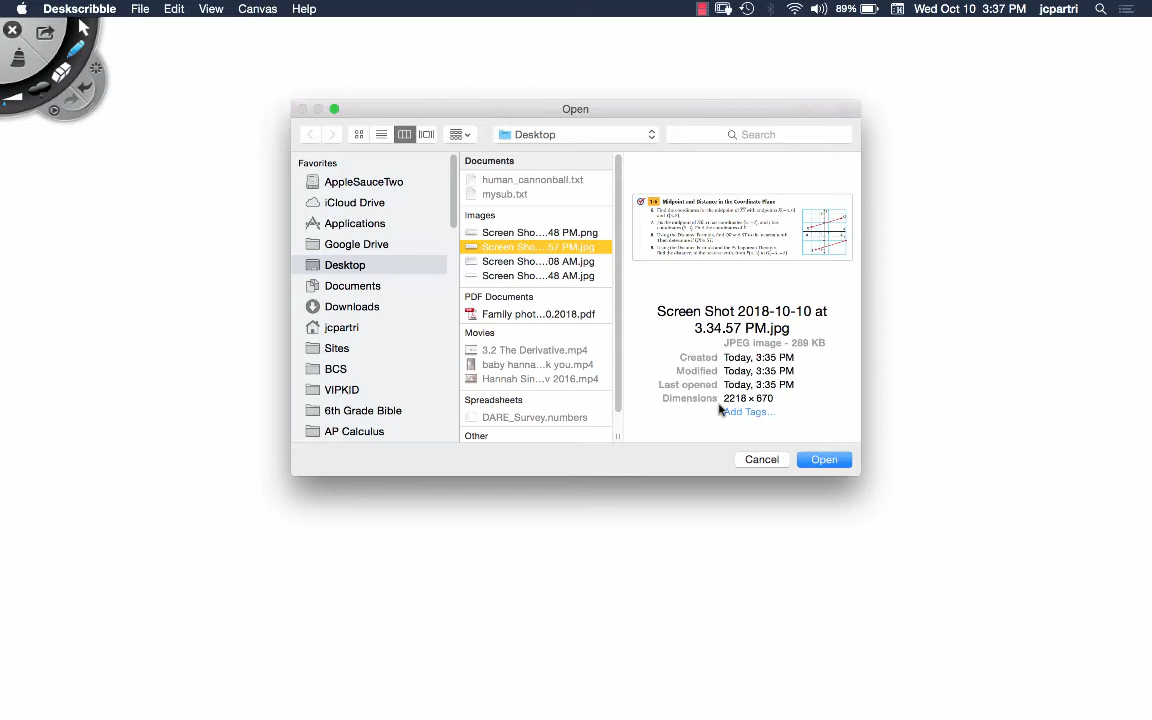 Deskscribble File Edit View Canvas Help 89% Wed Oct 10 3:37 PM jcpartri
Open
Desktop
Search
Favorites
AppleSauceTwo
iCloud Drive
Applications
Google Drive
Desktop
Documents
Downloads
jcpartri
Sites
BCS
VIPKID
6th Grade Bible
AP Calculus
Documents
human_cannonball.txt
mysub.txt
Images
Screen Sho....48 PM.png
Screen Sho.... 57 PM.jpg
Screen Sho....08 AM.jpg
Screen Sho....48 AM.jpg
PDF Documents
Family phot...0.2018.pdf
Movies
3.2 The Derivative.mp4
baby hanna...k you.mp4
Hannah Sin...v 2016.mp4
Spreadsheets
DARE_Survey.numbers
Other
1-6 Midpoint and Distance in the Coordinate Plane
Screen Shot 2018-10-10 at
3.34.57 PM.jpg
JPEG image - 289 KB
Created Today, 3:35 PM
Modified Today, 3:35 PM
Last opened Today, 3:35 PM
Dimensions 2218 × 670
Add Tags...
Cancel Open